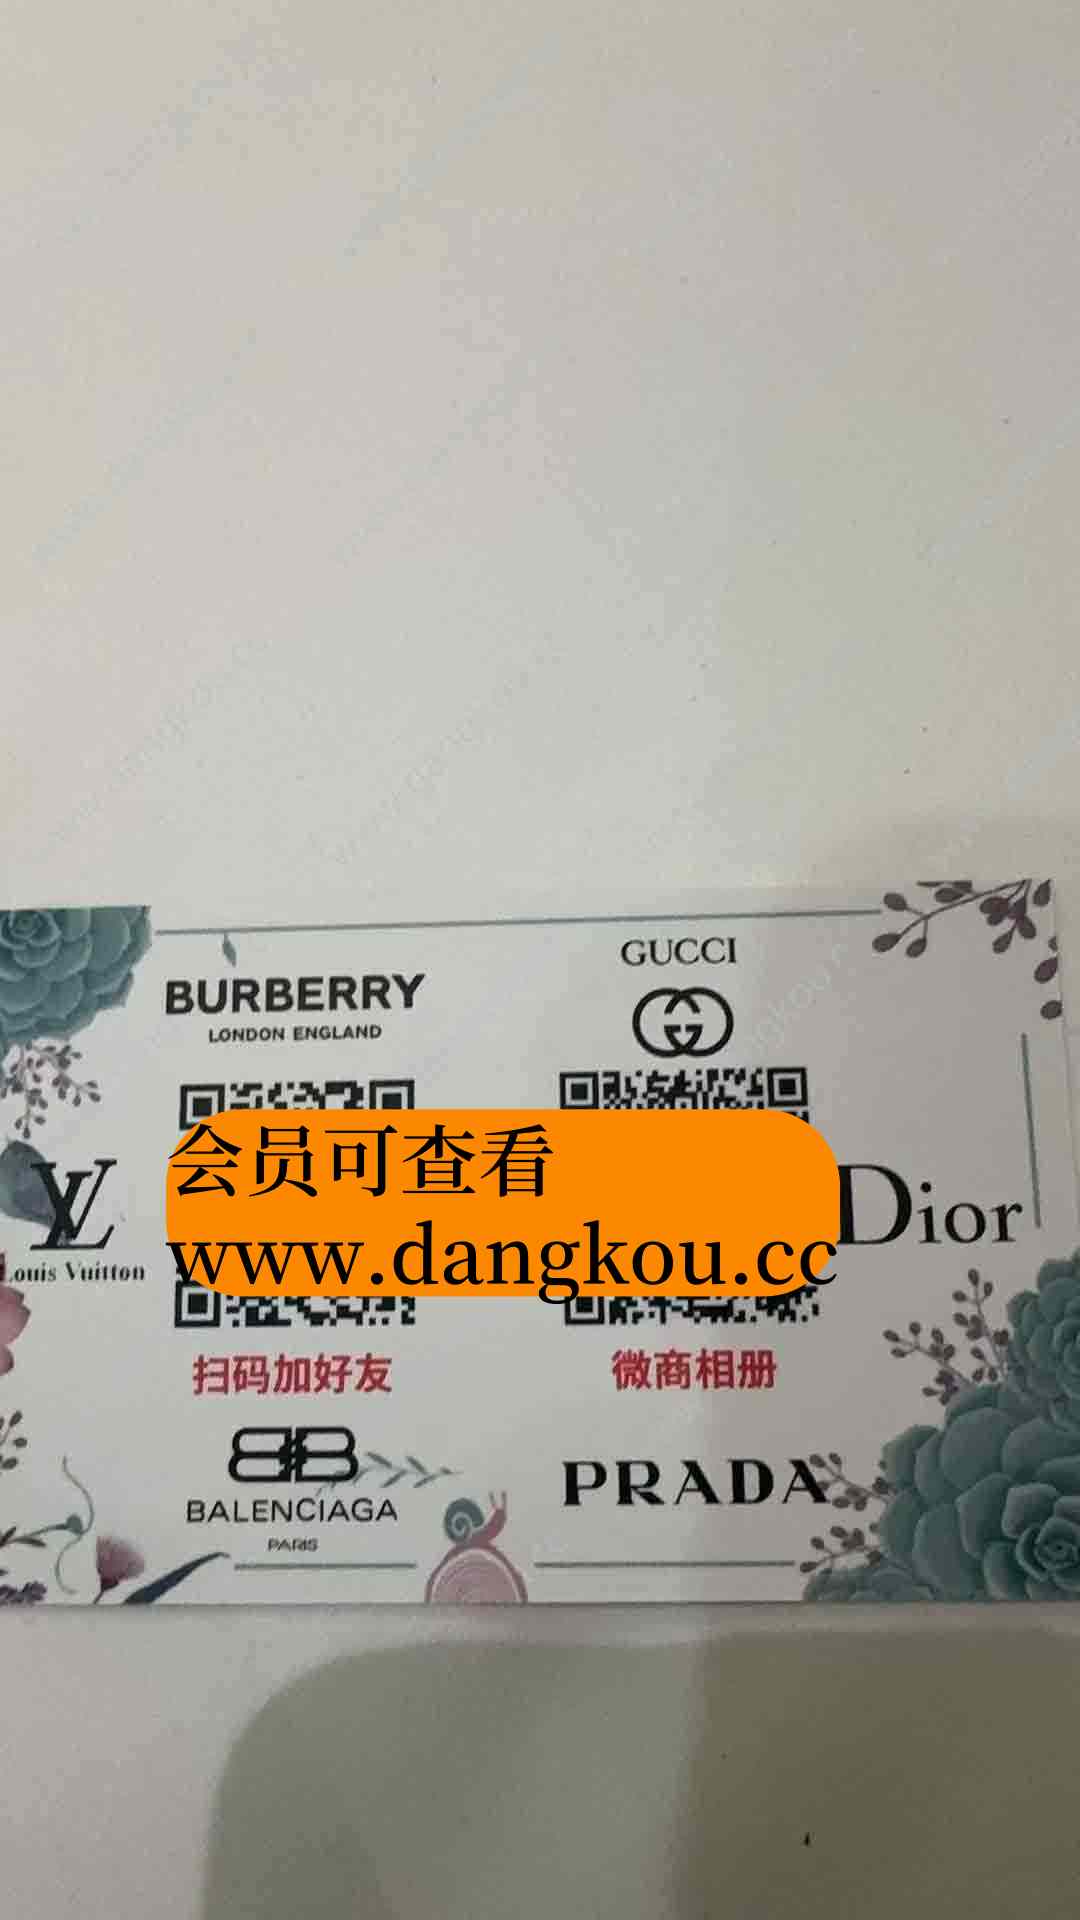 BURBERRY
LONDON ENGLAND
GUCCI
会员可查看
www.dangkou.cc
LV
Louis Vuitton
Dior
扫码加好友
微商相册
BALENCIAGA
PARIS
PRADA